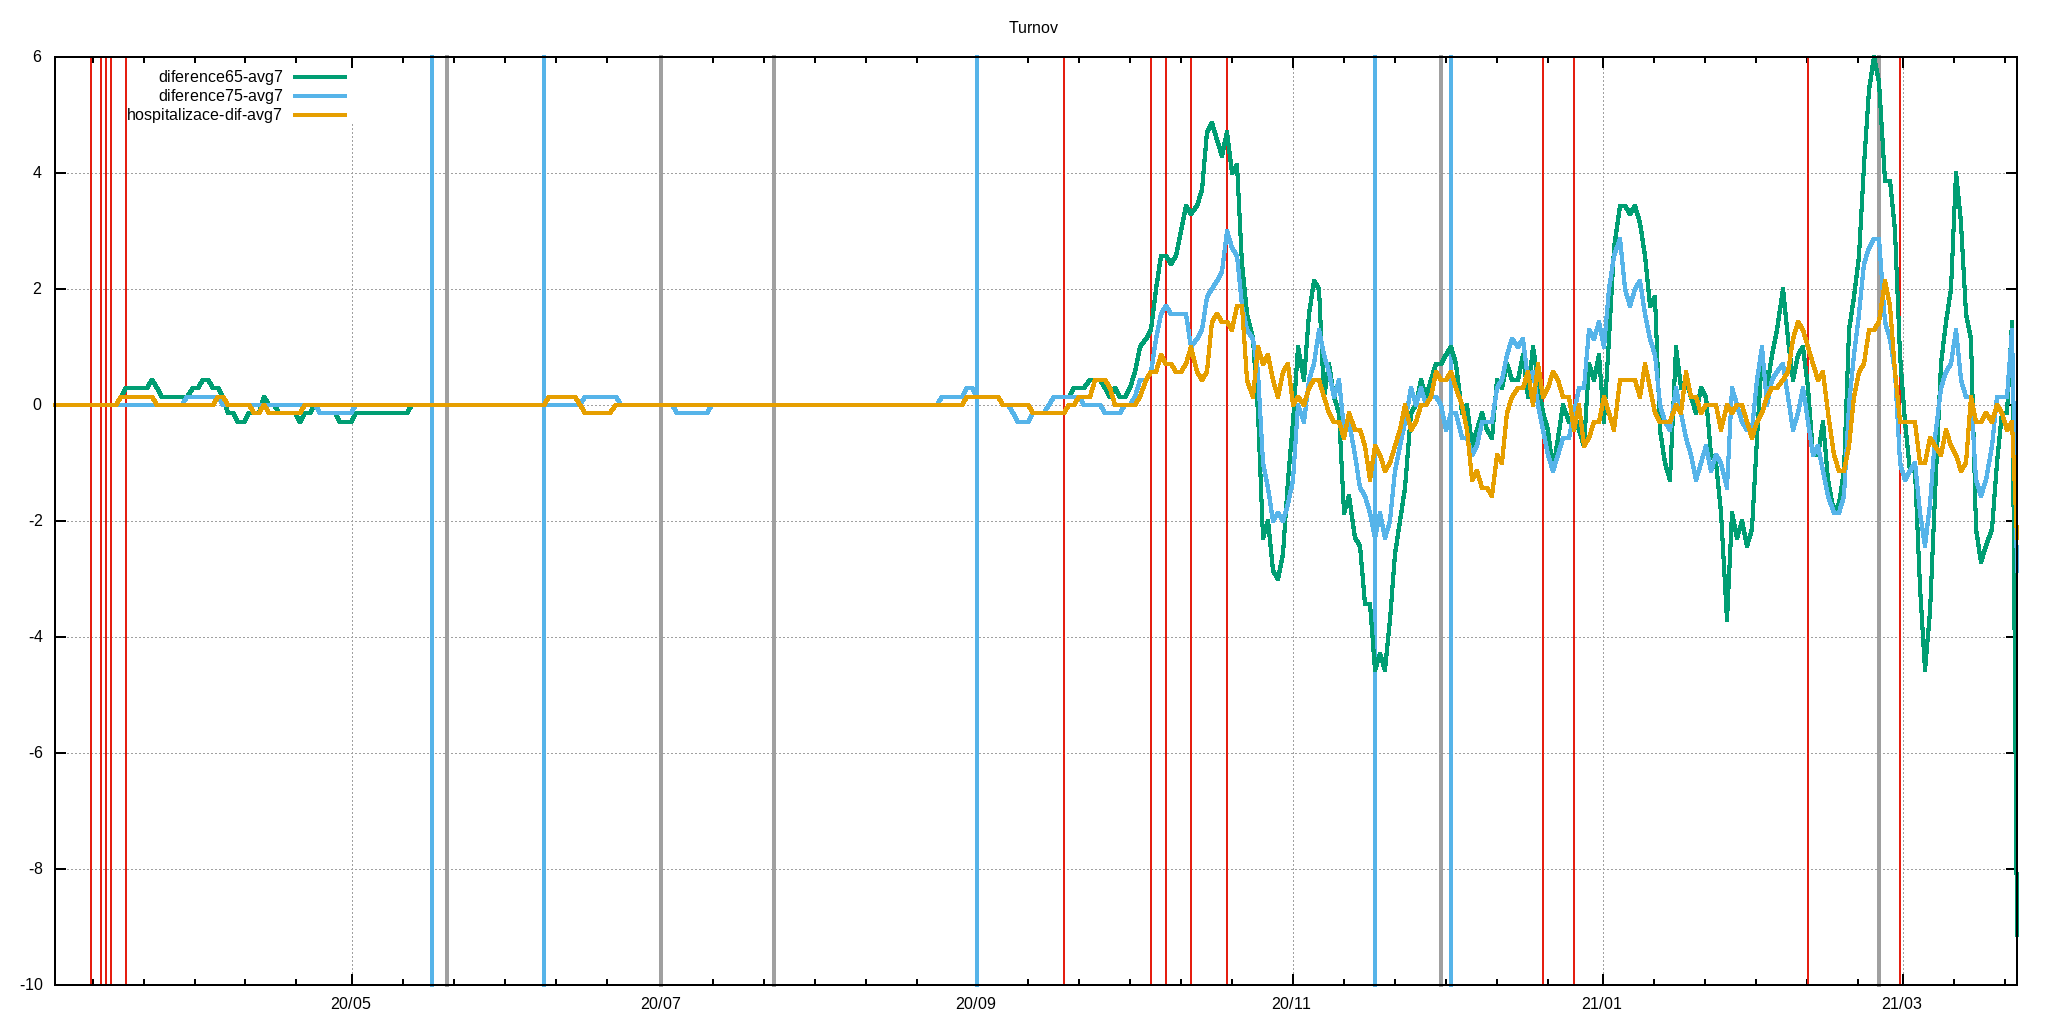 Turnov
diference65-avg7
diference75-avg7
hospitalizace-dif-avg7
6
4
2
0
-2
-4
-6
-8
-10
20/05 20/07 20/09 20/11 21/01 21/03